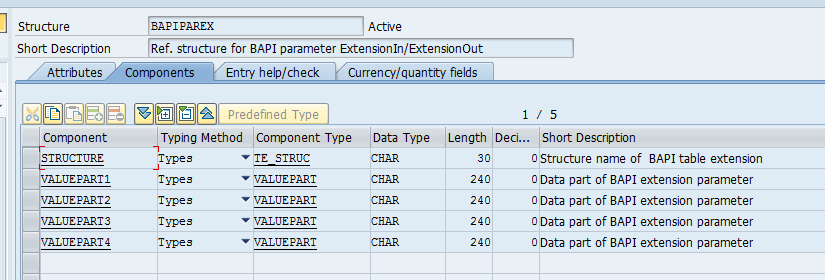 Structure BAPIPAREX Active
Short Description Ref. structure for BAPI parameter ExtensionIn/ExtensionOut
Attributes Components Entry help/check Currency/quantity fields
Predefined Type 1 / 5
Component Typing Method Component Type Data Type Length Deci... Short Description
STRUCTURE Types TE_STRUC CHAR 30 0 Structure name of BAPI table extension
VALUEPART1 Types VALUEPART CHAR 240 0 Data part of BAPI extension parameter
VALUEPART2 Types VALUEPART CHAR 240 0 Data part of BAPI extension parameter
VALUEPART3 Types VALUEPART CHAR 240 0 Data part of BAPI extension parameter
VALUEPART4 Types VALUEPART CHAR 240 0 Data part of BAPI extension parameter